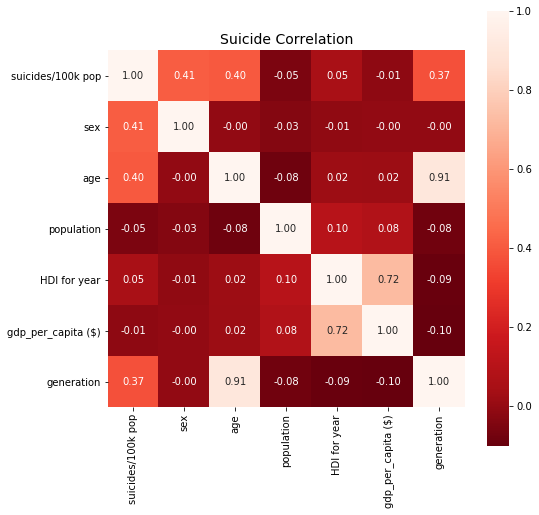 Suicide Correlation
suicides/100k pop 1.00 0.41 0.40 -0.05 0.05 -0.01 0.37
sex 0.41 1.00 -0.00 -0.03 -0.01 -0.00 -0.00
age 0.40 -0.00 1.00 -0.08 0.02 0.02 0.91
population -0.05 -0.03 -0.08 1.00 0.10 0.08 -0.08
HDI for year 0.05 -0.01 0.02 0.10 1.00 0.72 -0.09
gdp_per_capita ($) -0.01 -0.00 0.02 0.08 0.72 1.00 -0.10
generation 0.37 -0.00 0.91 -0.08 -0.09 -0.10 1.00
suicides/100k pop
sex
age
population
HDI for year
gdp_per_capita ($)
generation
1.0
0.8
0.6
0.4
0.2
0.0